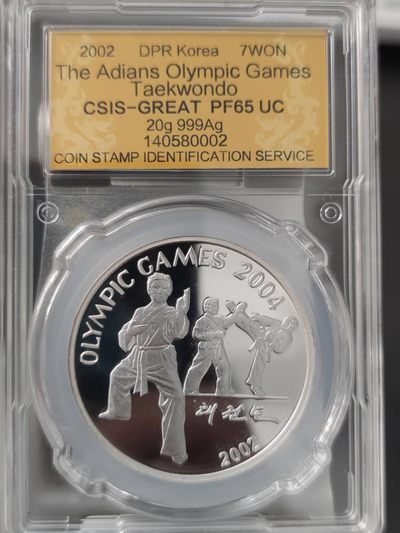 2002 DPR Korea 7WON
The Adians Olympic Games
Taekwondo
CSIS-GREAT PF65 UC
20g 999Ag
140580002
COIN STAMP IDENTIFICATION SERVICE
OLYMPIC GAMES 2004
태권도
2002